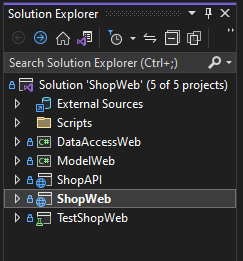 Solution Explorer
Search Solution Explorer (Ctrl+;)
Solution 'ShopWeb' (5 of 5 projects)
External Sources
Scripts
C# DataAccessWeb
C# ModelWeb
ShopAPI
ShopWeb
TestShopWeb